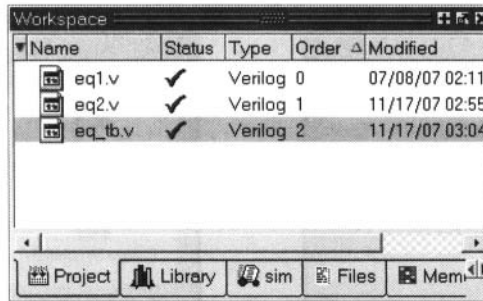 Workspace
Name Status Type Order Modified
eq1.v Verilog 0 07/08/07 02:11
eq2.v Verilog 1 11/17/07 02:55
eq_tb.v Verilog 2 11/17/07 03:04
Project Library sim Files Mem